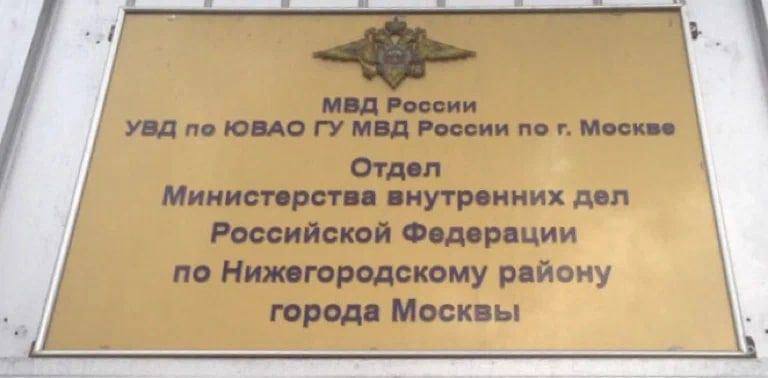 МВД России
УВД по ЮВАО ГУ МВД России по г. Москве
Отдел
Министерства внутренних дел
Российской Федерации
по Нижегородскому району
города Москвы